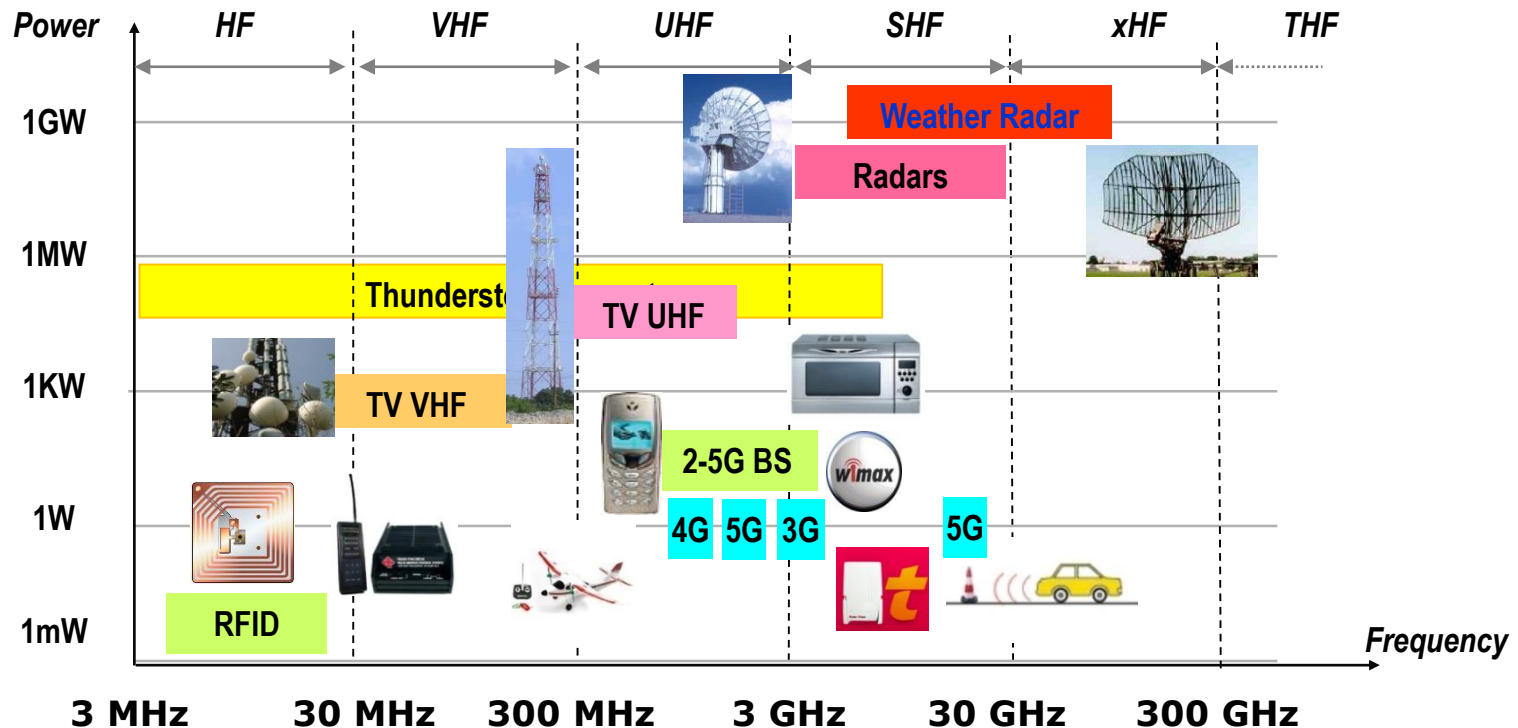 Power HF VHF UHF SHF xHF THF
1GW
Weather Radar
Radars
1MW
TV UHF
1KW
TV VHF
2-5G BS
wimax
1W
4G 5G 3G 5G
t
RFID
1mW
Frequency
3 MHz 30 MHz 300 MHz 3 GHz 30 GHz 300 GHz